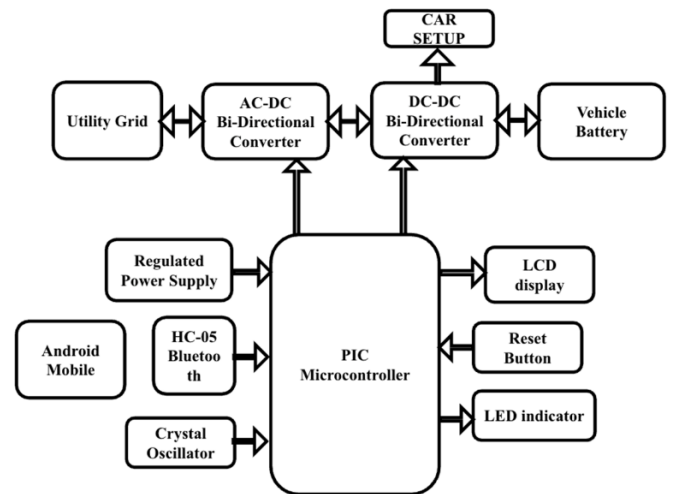 CAR
SETUP
Utility Grid
AC-DC
Bi-Directional
Converter
DC-DC
Bi-Directional
Converter
Vehicle
Battery
Regulated
Power Supply
LCD
display
Android
Mobile
HC-05
Bluetoo
th
PIC
Microcontroller
Reset
Button
Crystal
Oscillator
LED indicator